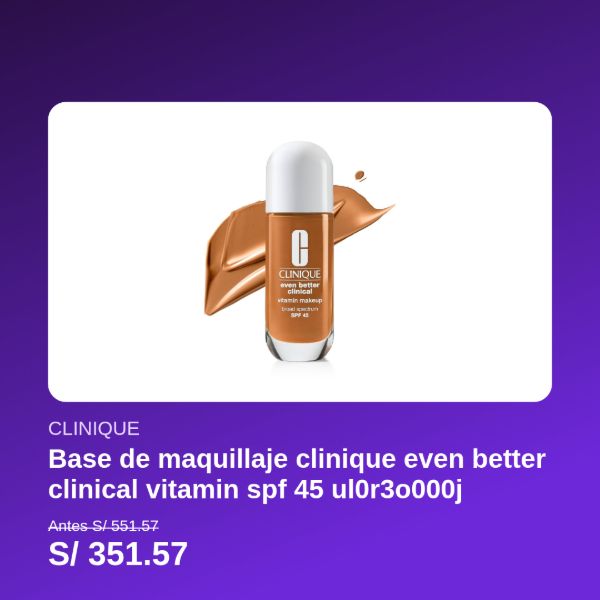 C
CLINIQUE
even better
clinical
vitamin makeup
broad spectrum
SPF 45
CLINIQUE
Base de maquillaje clinique even better
clinical vitamin spf 45 ul0r3o000j
Antes S/ 551.57
S/ 351.57